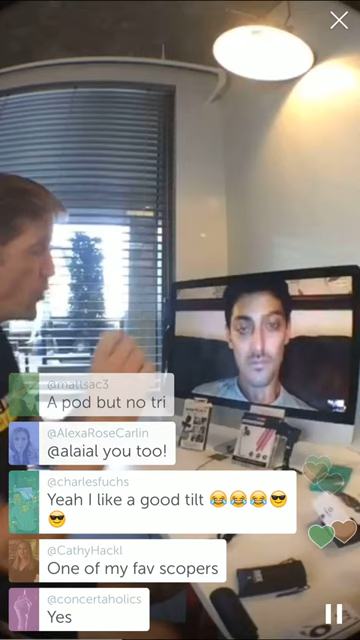 @mattsac3
A pod but no tri
@AlexaRoseCarlin
@alaial you too!
@charlesfuchs
Yeah I like a good tilt 😂😂😂😎
😎
@CathyHackl
One of my fav scopers
@concertaholics
Yes